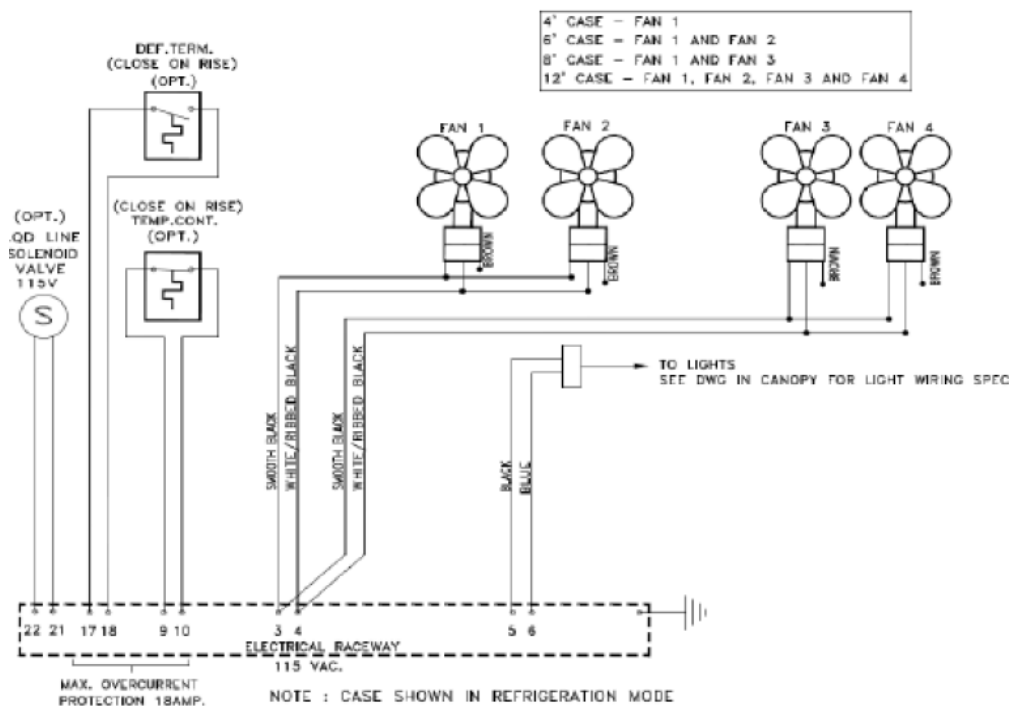 4' CASE - FAN 1
6' CASE - FAN 1 AND FAN 2
8' CASE - FAN 1 AND FAN 3
12' CASE - FAN 1, FAN 2, FAN 3 AND FAN 4
DEF.TERM.
(CLOSE ON RISE)
(OPT.)
FAN 1
FAN 2
FAN 3
FAN 4
(CLOSE ON RISE)
TEMP.CONT.
(OPT.)
(OPT.)
.QD LINE
SOLENOID
VALVE
115V
S
BROWN
BROWN
BROWN
BROWN
TO LIGHTS
SEE DWG IN CANOPY FOR LIGHT WIRING SPEC
SMOOTH BLACK
WHITE/RIBBED BLACK
SMOOTH BLACK
WHITE/RIBBED BLACK
BLACK
BLUE
22 21 17 18 9 10 3 4 5 6
ELECTRICAL RACEWAY
115 VAC.
MAX. OVERCURRENT
PROTECTION 18AMP.
NOTE : CASE SHOWN IN REFRIGERATION MODE